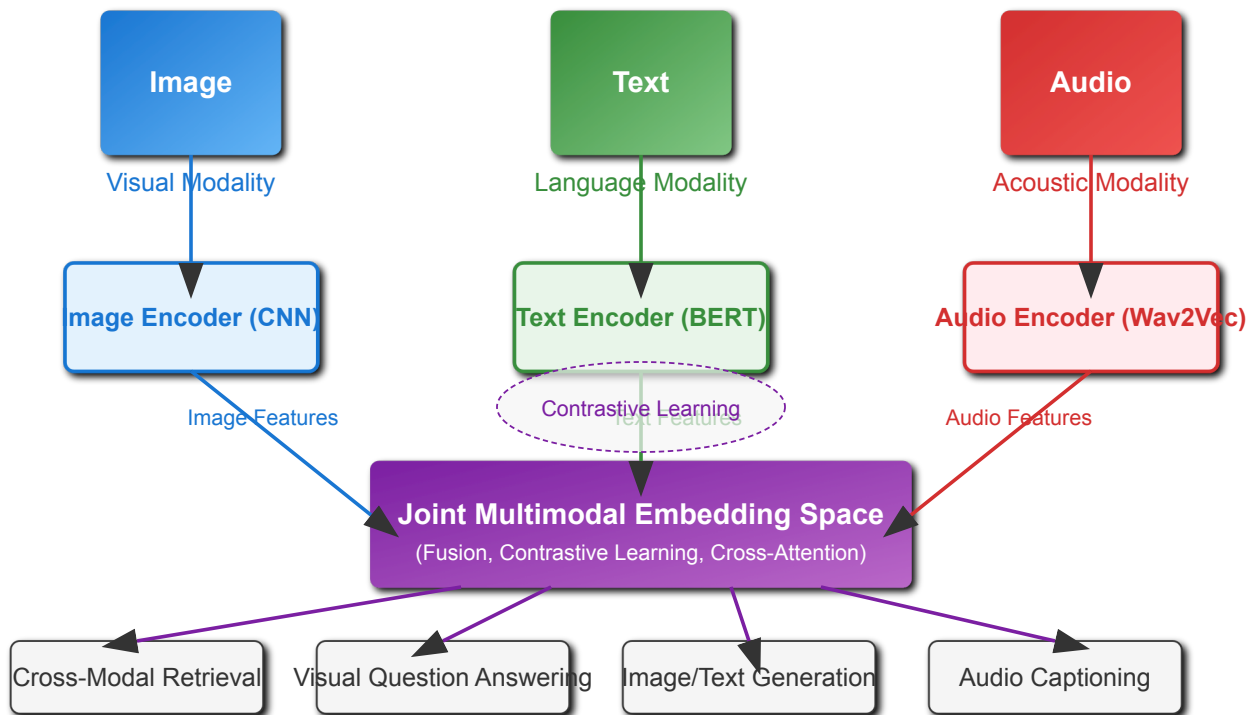 Image
Text
Audio
Visual Modality
Language Modality
Acoustic Modality
Image Encoder (CNN)
Text Encoder (BERT)
Audio Encoder (Wav2Vec)
Contrastive Learning
Image Features
Text Features
Audio Features
Joint Multimodal Embedding Space
(Fusion, Contrastive Learning, Cross-Attention)
Cross-Modal Retrieval
Visual Question Answering
Image/Text Generation
Audio Captioning